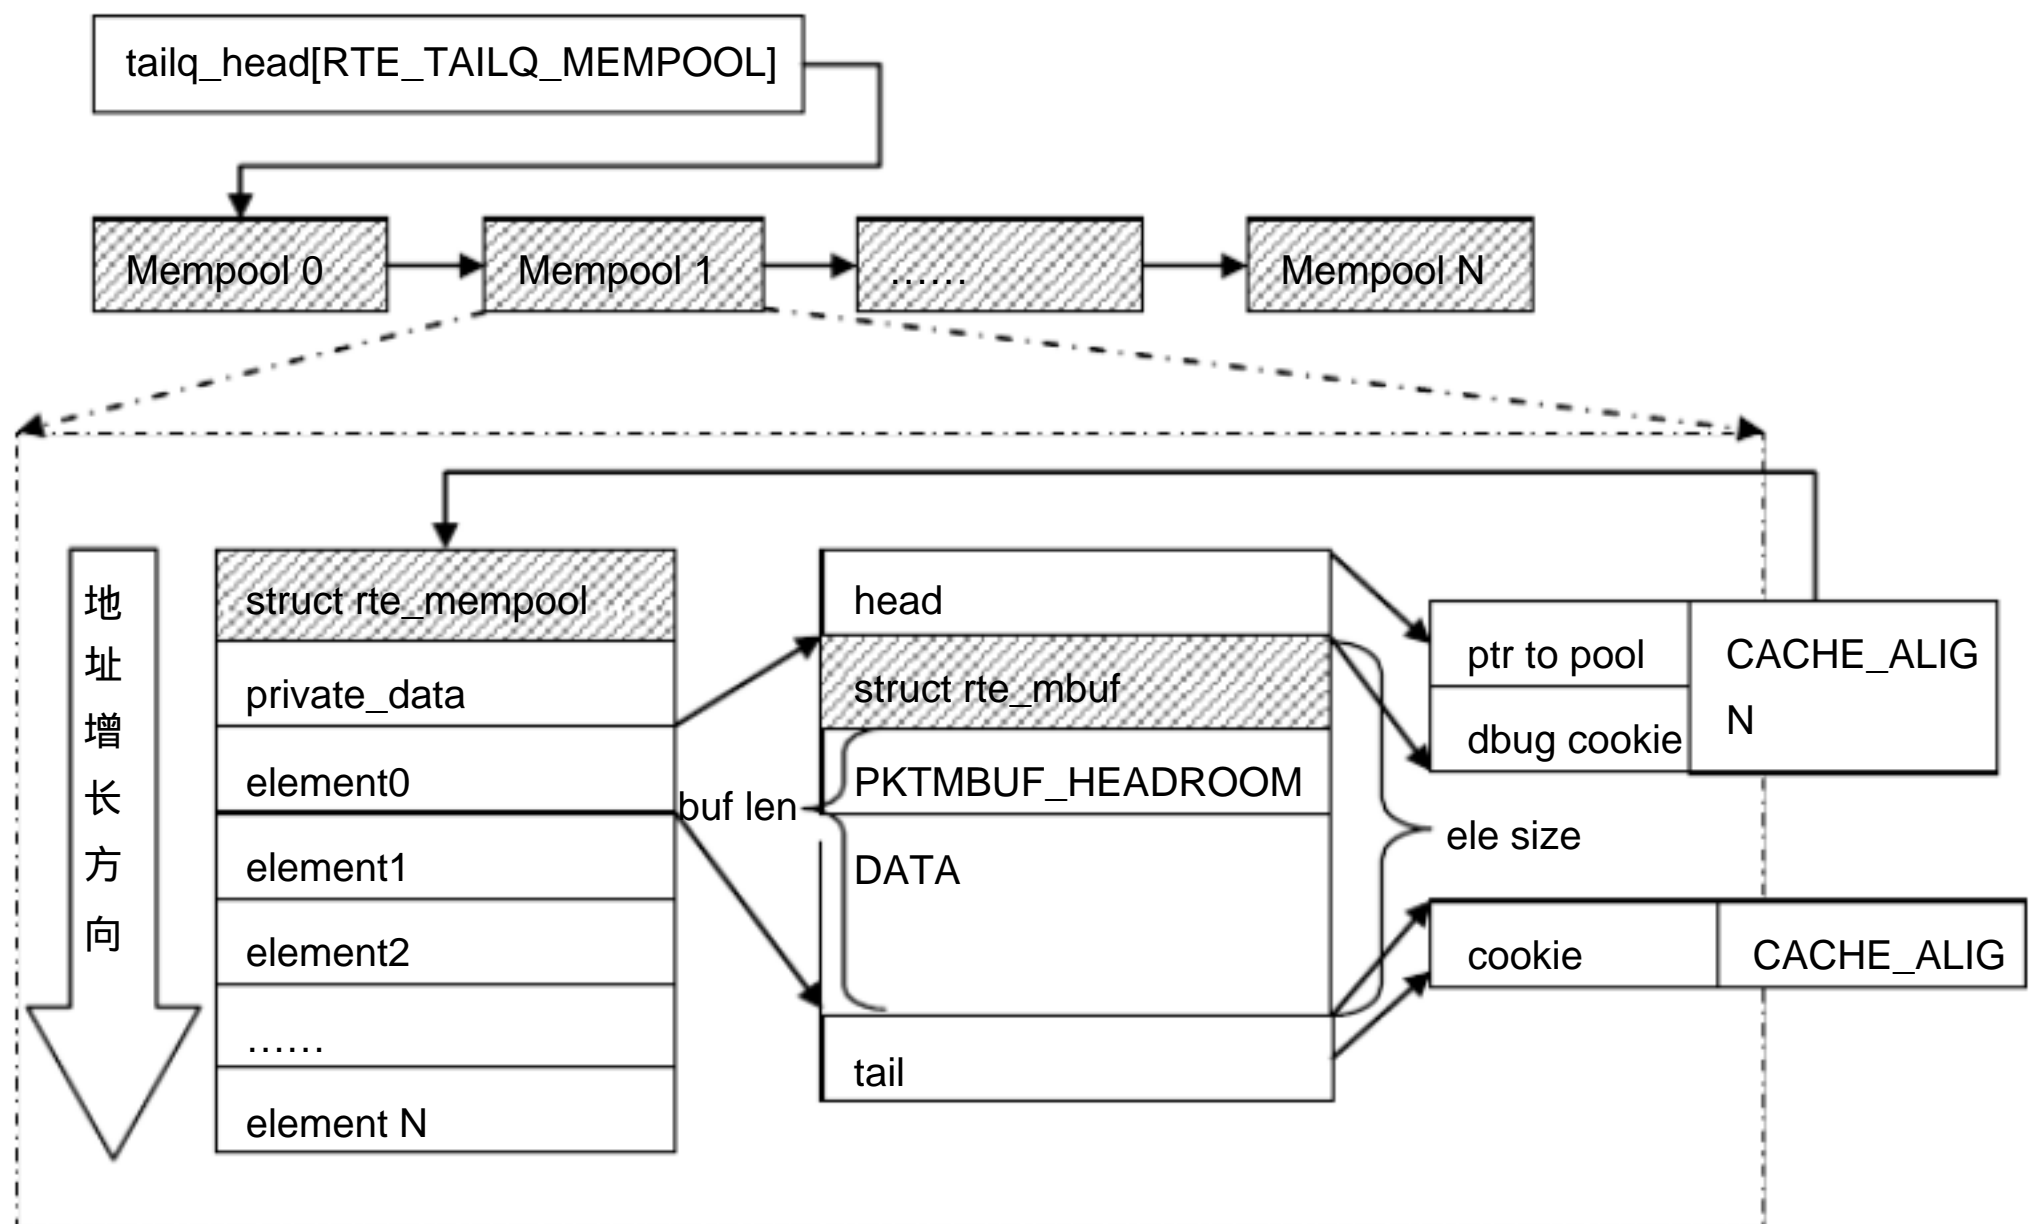 tailq_head[RTE_TAILQ_MEMPOOL]
Mempool 0
Mempool 1
......
Mempool N
地
址
增
长
方
向
struct rte_mempool
private_data
element0
element1
element2
......
element N
buf len
head
struct rte_mbuf
PKTMBUF_HEADROOM
DATA
tail
ptr to pool
dbug cookie
CACHE_ALIG
N
ele size
cookie
CACHE_ALIG